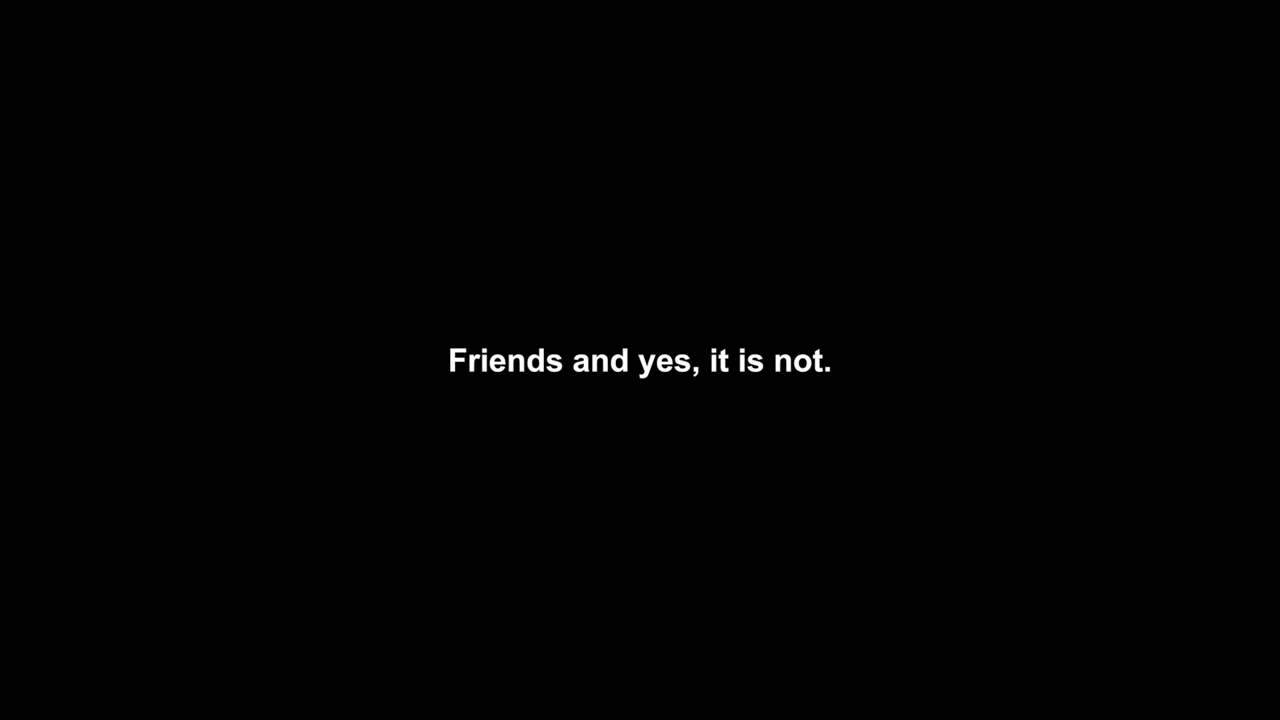 Friends and yes, it is not.